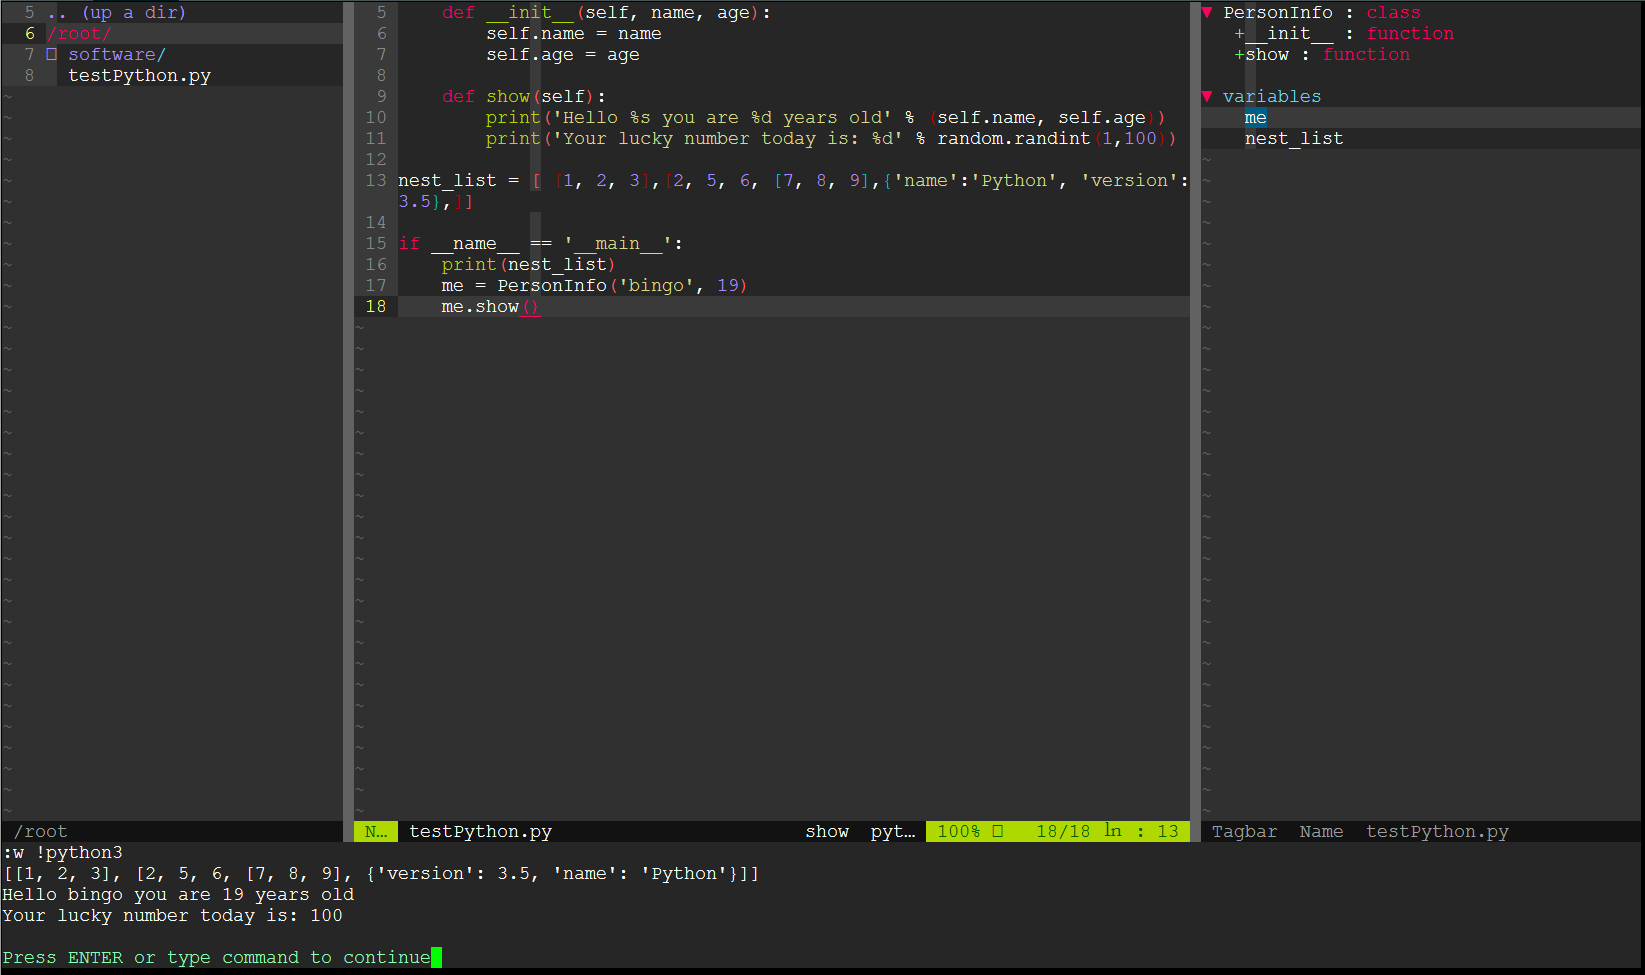 5 .. (up a dir)
6 /root/
7 software/
8 testPython.py
/root
5 def __init__(self, name, age):
6 self.name = name
7 self.age = age
8
9 def show(self):
10 print('Hello %s you are %d years old' % (self.name, self.age))
11 print('Your lucky number today is: %d' % random.randint(1,100))
12
13 nest_list = [ [1, 2, 3],[2, 5, 6, [7, 8, 9],{'name':'Python', 'version':
3.5},]]
14
15 if __name__ == '__main__':
16 print(nest_list)
17 me = PersonInfo('bingo', 19)
18 me.show()
N… testPython.py show pyt… 100% 18/18 ln : 13
▼ PersonInfo : class
+__init__ : function
+show : function
▼ variables
me
nest_list
Tagbar Name testPython.py
:w !python3
[[1, 2, 3], [2, 5, 6, [7, 8, 9], {'version': 3.5, 'name': 'Python'}]]
Hello bingo you are 19 years old
Your lucky number today is: 100
Press ENTER or type command to continue